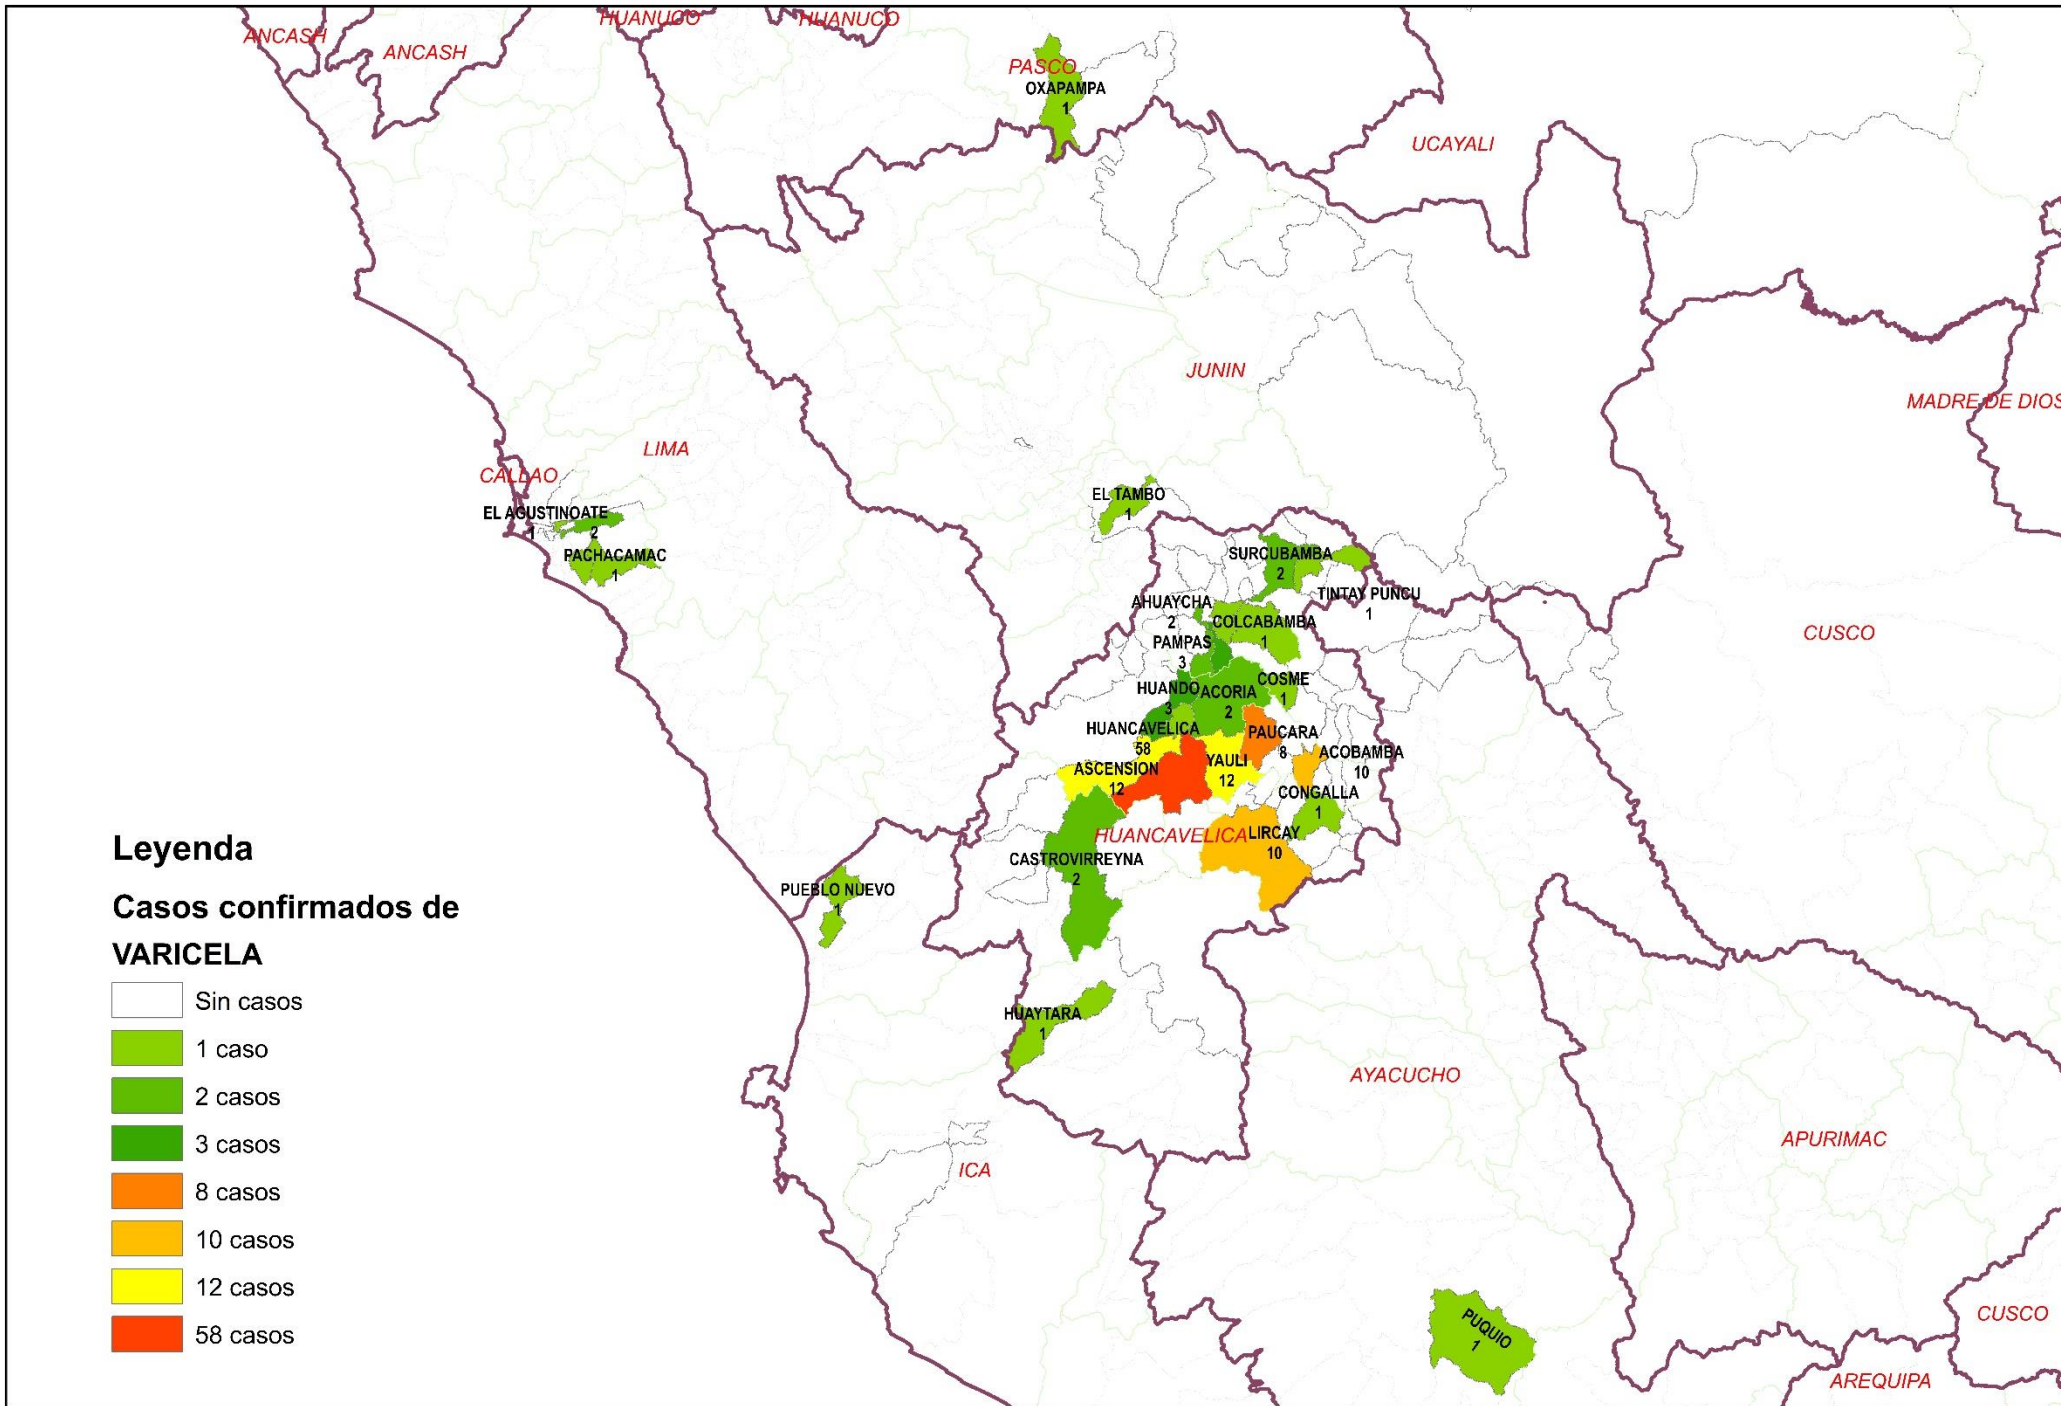 ANCASH
HUANUCO
HUANUCO
ANCASH
PASCO
OXAPAMPA
1
UCAYALI
JUNIN
MADRE DE DIOS
LIMA
CALLAO
EL AGUSTINOATE
1
2
PACHACAMAC
1
EL TAMBO
1
SURCUBAMBA
2
TINTAY PUNCU
1
AHUAYCHA
2
COLCABAMBA
1
PAMPAS
3
CUSCO
HUANDO
3
ACORIA
2
COSME
1
HUANCAVELICA
58
PAUCARA
8
ACOBAMBA
10
ASCENSION
12
YAULI
12
CONGALLA
1
HUANCAVELICA
LIRCAY
10
CASTROVIRREYNA
2
PUEBLO NUEVO
1
HUAYTARA
1
AYACUCHO
APURIMAC
ICA
CUSCO
PUQUIO
1
AREQUIPA
Leyenda
Casos confirmados de
VARICELA
Sin casos
1 caso
2 casos
3 casos
8 casos
10 casos
12 casos
58 casos